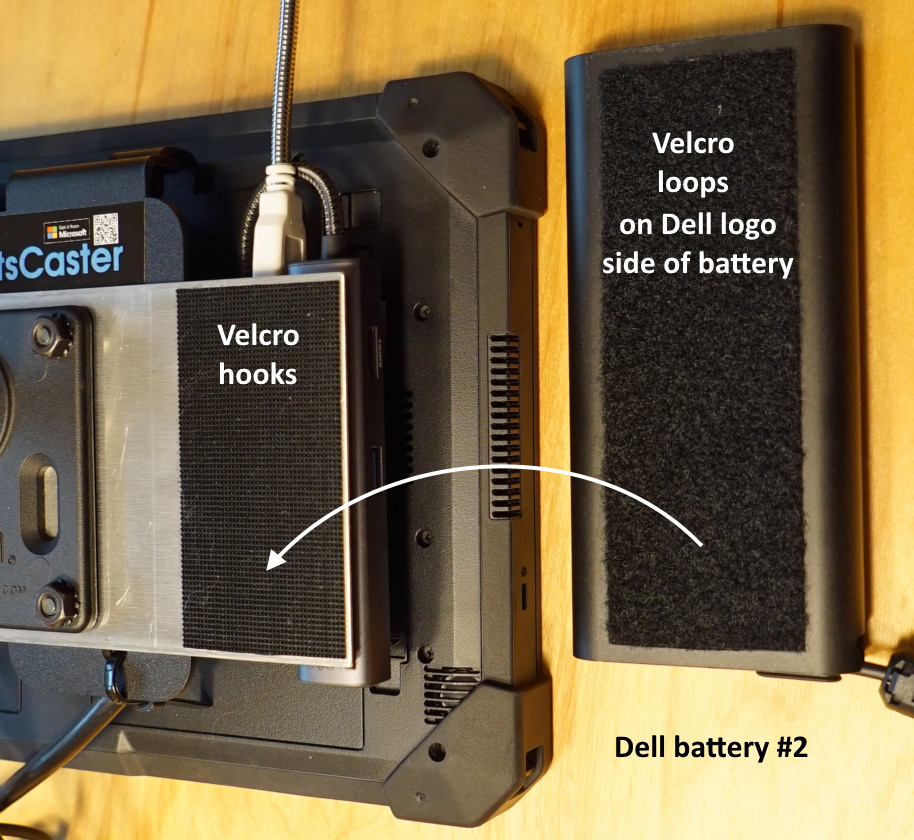 Velcro
loops
on Dell logo
side of battery
Get it from
Microsoft
tsCaster
Velcro
hooks
Dell battery #2